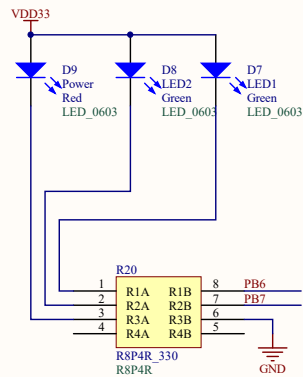 VDD33
D9
Power
Red
LED_0603
D8
LED2
Green
LED_0603
D7
LED1
Green
LED_0603
R20
1 R1A R1B 8 PB6
2 R2A R2B 7 PB7
3 R3A R3B 6
4 R4A R4B 5
R8P4R_330
R8P4R
GND